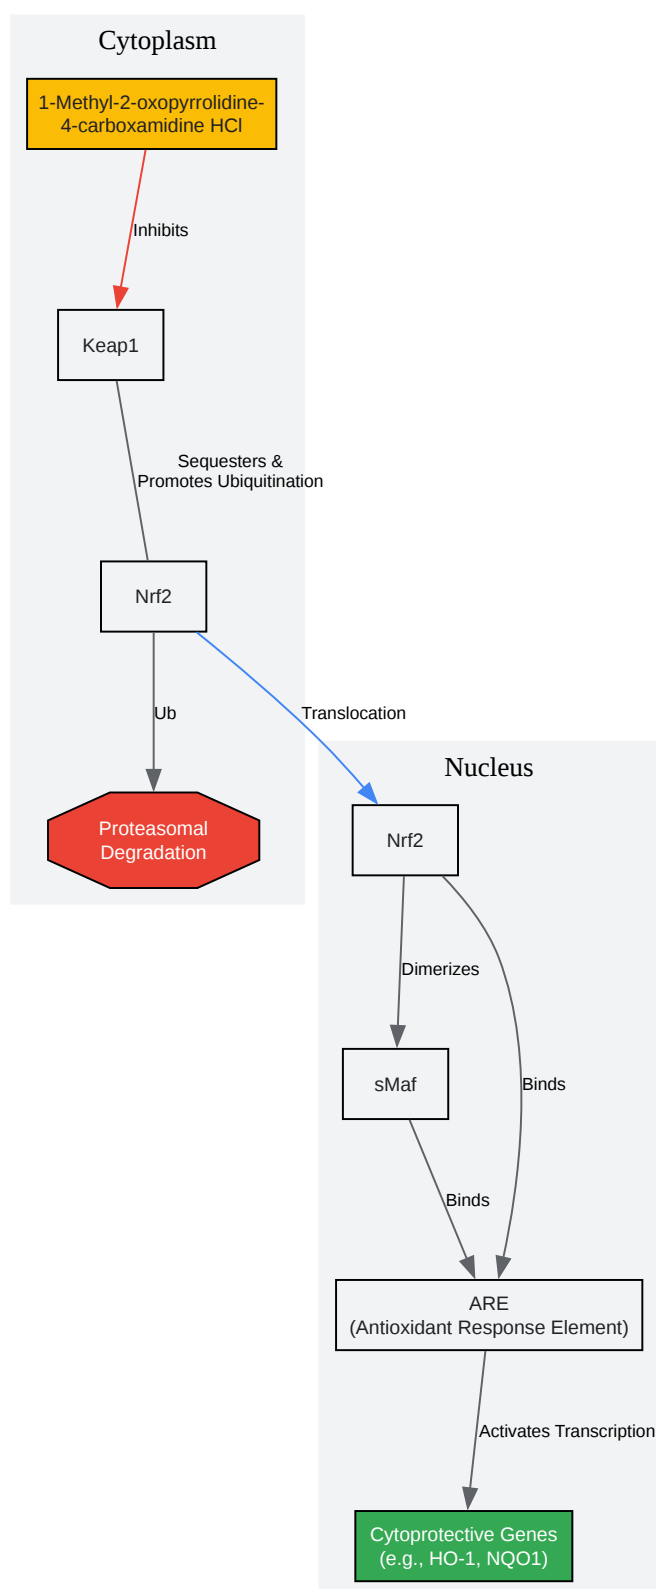 Cytoplasm
1-Methyl-2-oxopyrrolidine-
4-carboxamidine HCl
Inhibits
Keap1
Sequesters &
Promotes Ubiquitination
Nrf2
Ub
Translocation
Proteasomal
Degradation
Nucleus
Nrf2
Dimerizes
sMaf
Binds
Binds
ARE
(Antioxidant Response Element)
Activates Transcription
Cytoprotective Genes
(e.g., HO-1, NQO1)